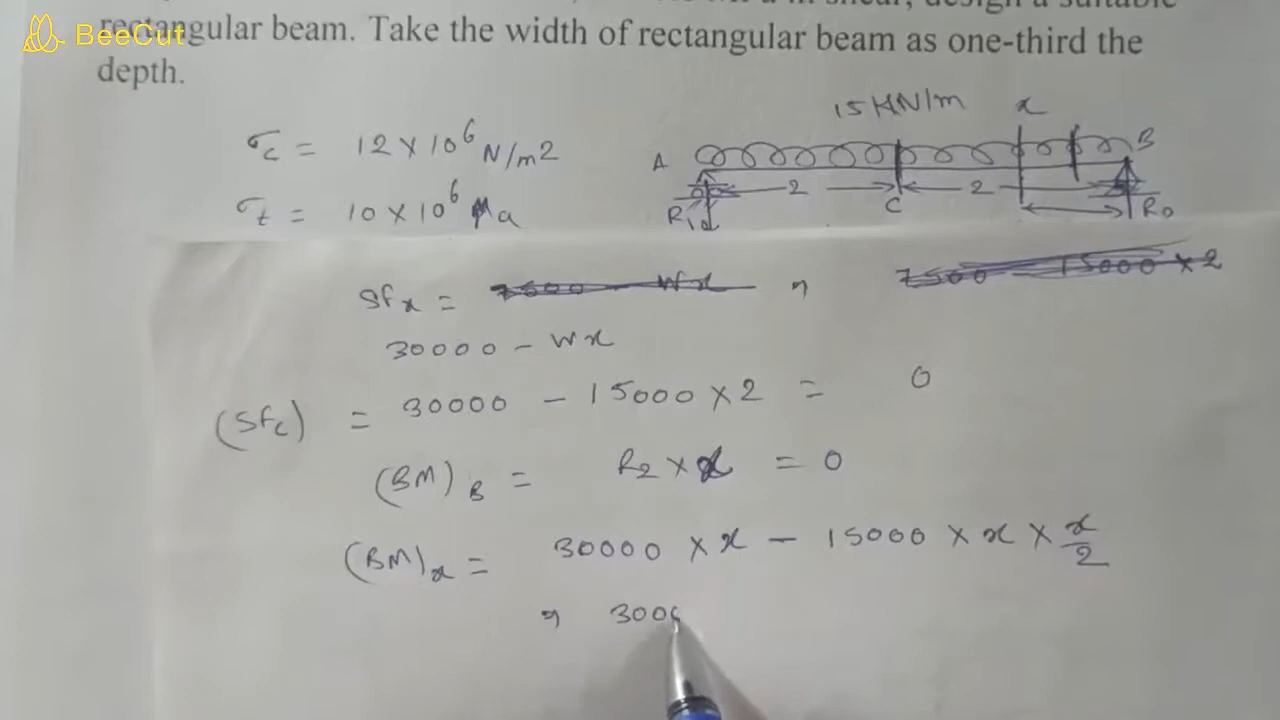 BeeCut
rectangular beam. Take the width of rectangular beam as one-third the
depth.
15 KN/m x
σc = 12 × 10^6 N/m2
A B
2 2
σt = 10 × 10^6 Pa
C
SFx =
30000 - Wx
(SFc) = 30000 - 15000 × 2 = 0
(BM)B = R2 × x = 0
(BM)x = 30000 × x - 15000 × x × x/2
300